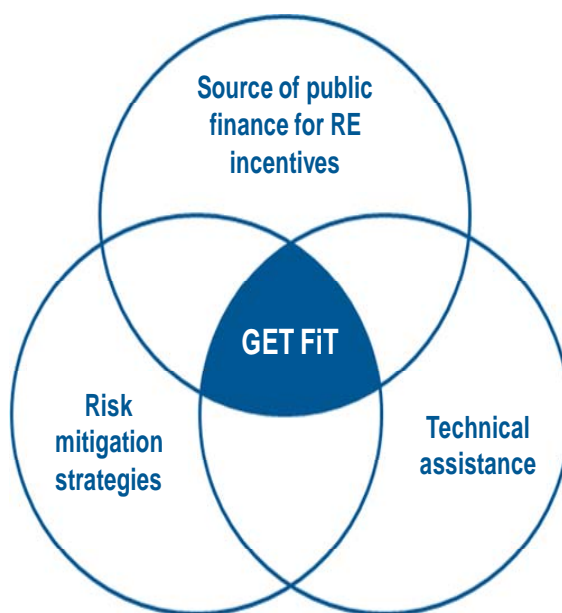 Source of public
finance for RE
incentives
GET FiT
Risk
mitigation
strategies
Technical
assistance